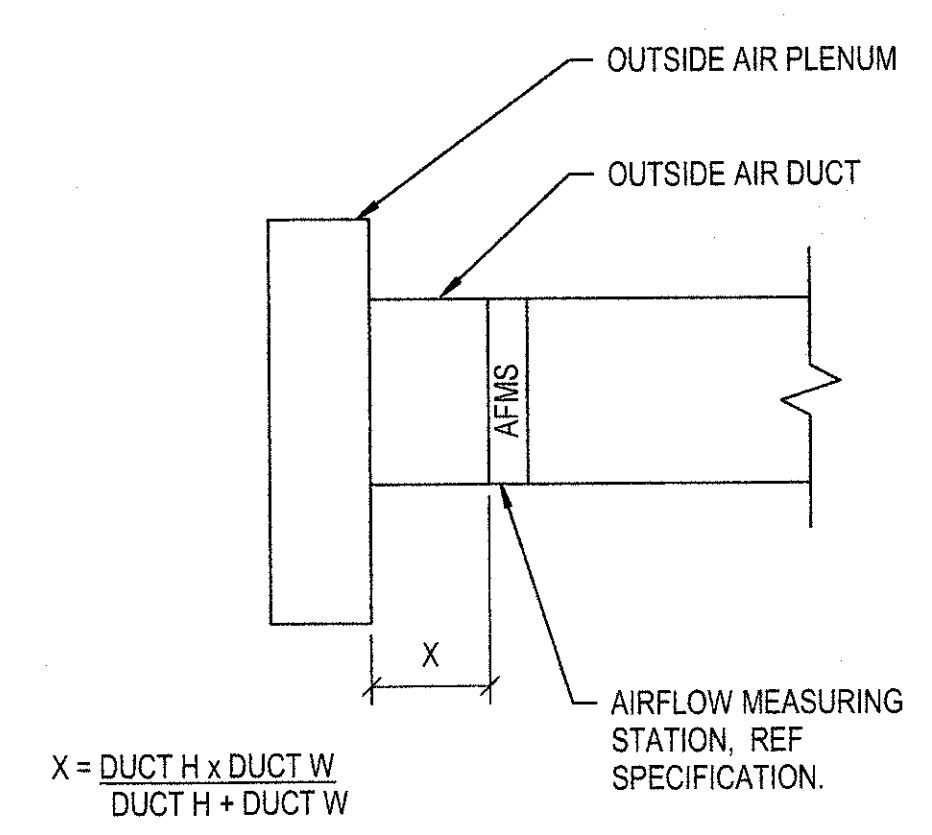 OUTSIDE AIR PLENUM
OUTSIDE AIR DUCT
AFMS
X
AIRFLOW MEASURING
STATION, REF
SPECIFICATION.
X = DUCT H x DUCT W
DUCT H + DUCT W